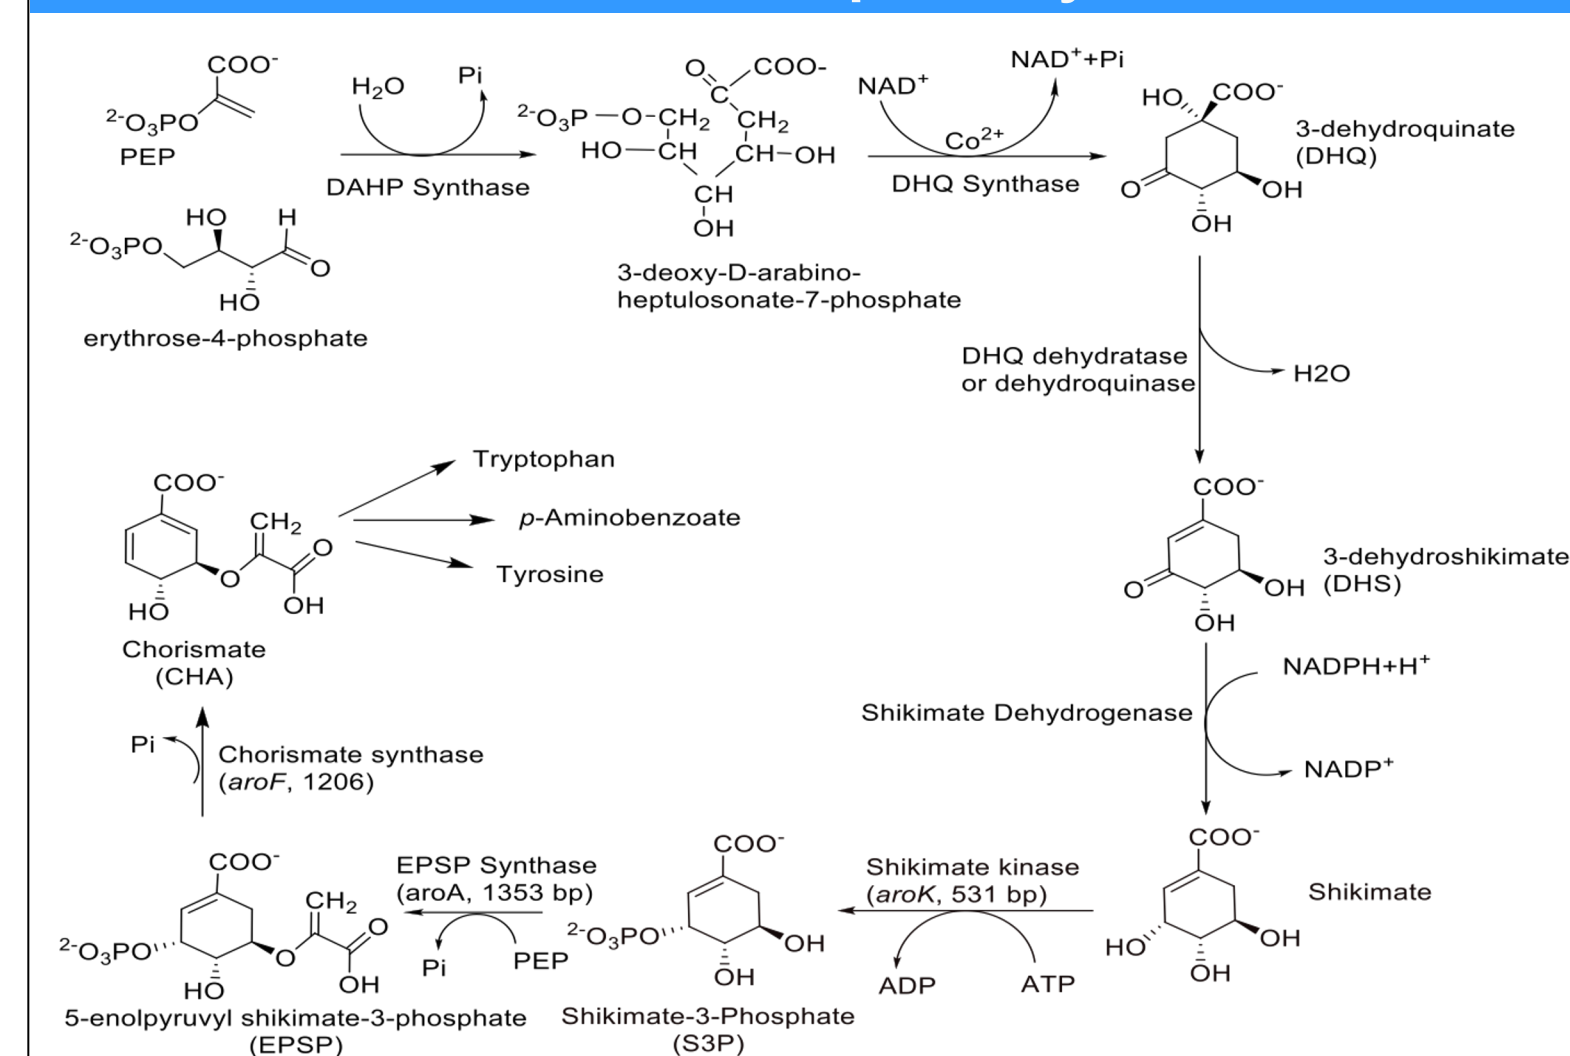 COO-
2-O3PO
PEP
H2O
Pi
DAHP Synthase
HO
H
2-O3PO
O
HO
erythrose-4-phosphate
O
COO-
C
2-O3P
O
CH2
CH2
HO
CH
CH
OH
CH
OH
3-deoxy-D-arabino-
heptulosonate-7-phosphate
NAD+
NAD++Pi
Co2+
DHQ Synthase
HO
COO-
O
OH
OH
3-dehydroquinate
(DHQ)
DHQ dehydratase
or dehydroquinase
H2O
COO-
O
OH
OH
3-dehydroshikimate
(DHS)
Shikimate Dehydrogenase
NADPH+H+
NADP+
COO-
HO
OH
OH
Shikimate
Shikimate kinase
(aroK, 531 bp)
ADP
ATP
COO-
2-O3PO
OH
OH
Shikimate-3-Phosphate
(S3P)
EPSP Synthase
(aroA, 1353 bp)
Pi
PEP
COO-
CH2
O
2-O3PO
O
OH
HO
5-enolpyruvyl shikimate-3-phosphate
(EPSP)
Pi
Chorismate synthase
(aroF, 1206)
COO-
CH2
O
O
OH
HO
Chorismate
(CHA)
Tryptophan
p-Aminobenzoate
Tyrosine